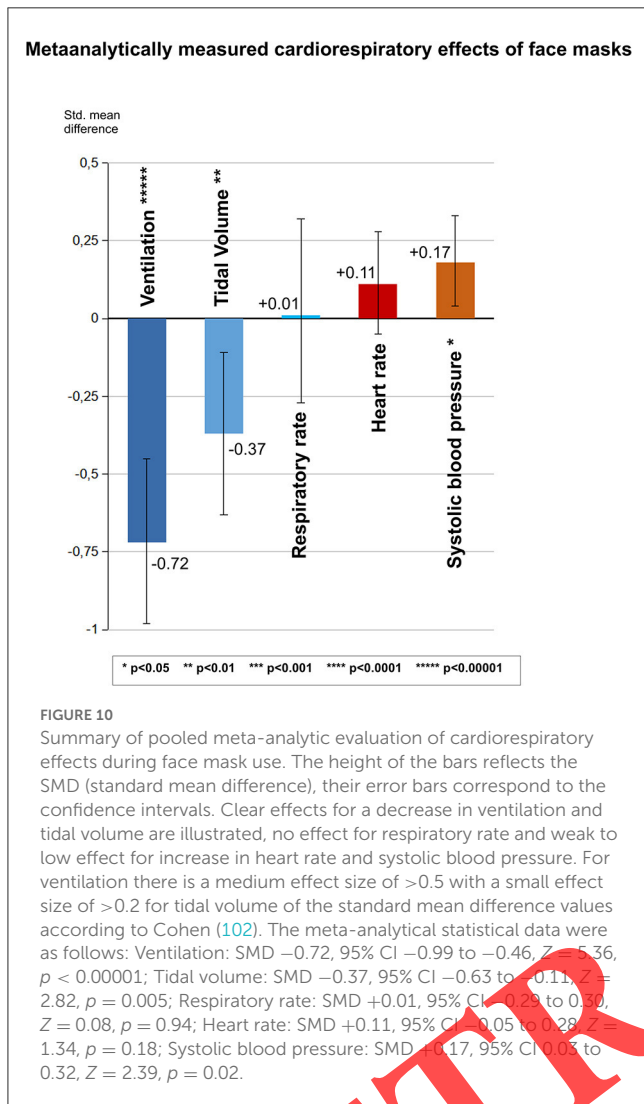 Metaanalytically measured cardiorespiratory effects of face masks
Std. mean
difference
0,5
0,25
0
-0,25
-0,5
-0,75
-1
Ventilation *****
Tidal Volume **
Respiratory rate
Heart rate
Systolic blood pressure *
-0.72
-0.37
+0.01
+0.11
+0.17
* p<0.05 ** p<0.01 *** p<0.001 **** p<0.0001 ***** p<0.00001
FIGURE 10
Summary of pooled meta-analytic evaluation of cardiorespiratory
effects during face mask use. The height of the bars reflects the
SMD (standard mean difference), their error bars correspond to the
confidence intervals. Clear effects for a decrease in ventilation and
tidal volume are illustrated, no effect for respiratory rate and weak to
low effect for increase in heart rate and systolic blood pressure. For
ventilation there is a medium effect size of >0.5 with a small effect
size of >0.2 for tidal volume of the standard mean difference values
according to Cohen (102). The meta-analytical statistical data were
as follows: Ventilation: SMD −0.72, 95% CI −0.99 to −0.46, Z = 5.36,
p < 0.00001; Tidal volume: SMD −0.37, 95% CI −0.63 to −0.11, Z =
2.82, p = 0.005; Respiratory rate: SMD +0.01, 95% CI −0.29 to 0.30,
Z = 0.08, p = 0.94; Heart rate: SMD +0.11, 95% CI −0.05 to 0.28, Z =
1.34, p = 0.18; Systolic blood pressure: SMD +0.17, 95% CI 0.03 to
0.32, Z = 2.39, p = 0.02.
TR